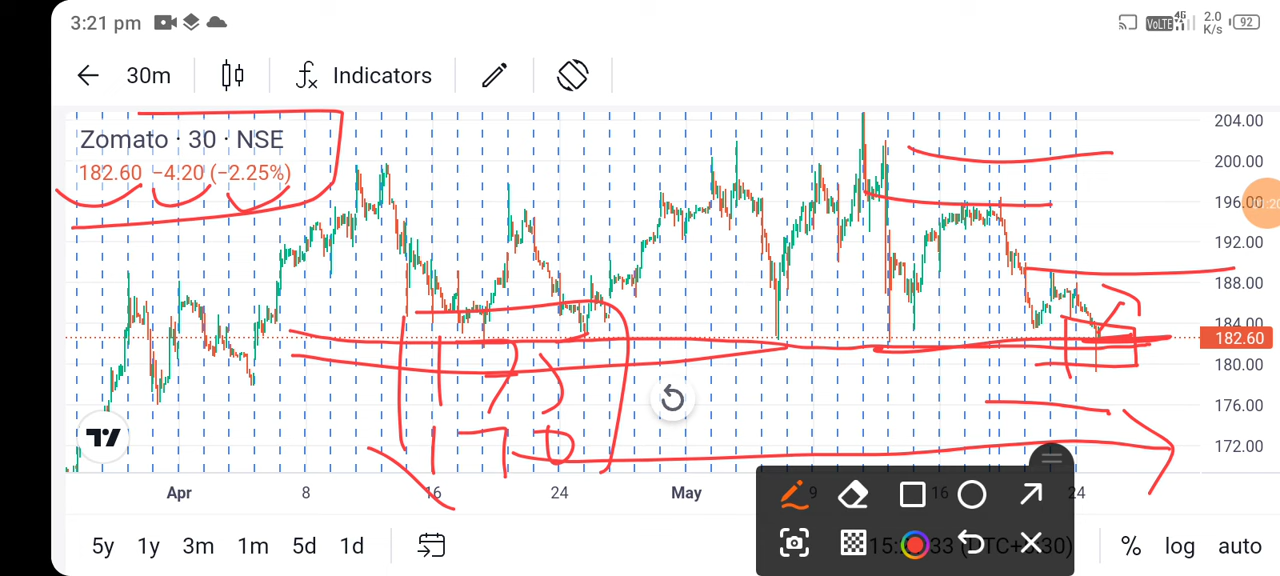 3:21 pm VoLTE 4G 2.0 K/s 92
30m Indicators
Zomato · 30 · NSE
182.60 −4.20 (−2.25%)
204.00
200.00
196.00
192.00
188.00
184.00
182.60
180.00
176.00
172.00
173
170
Apr 8 16 24 May 9 16 24
5y 1y 3m 1m 5d 1d % log auto